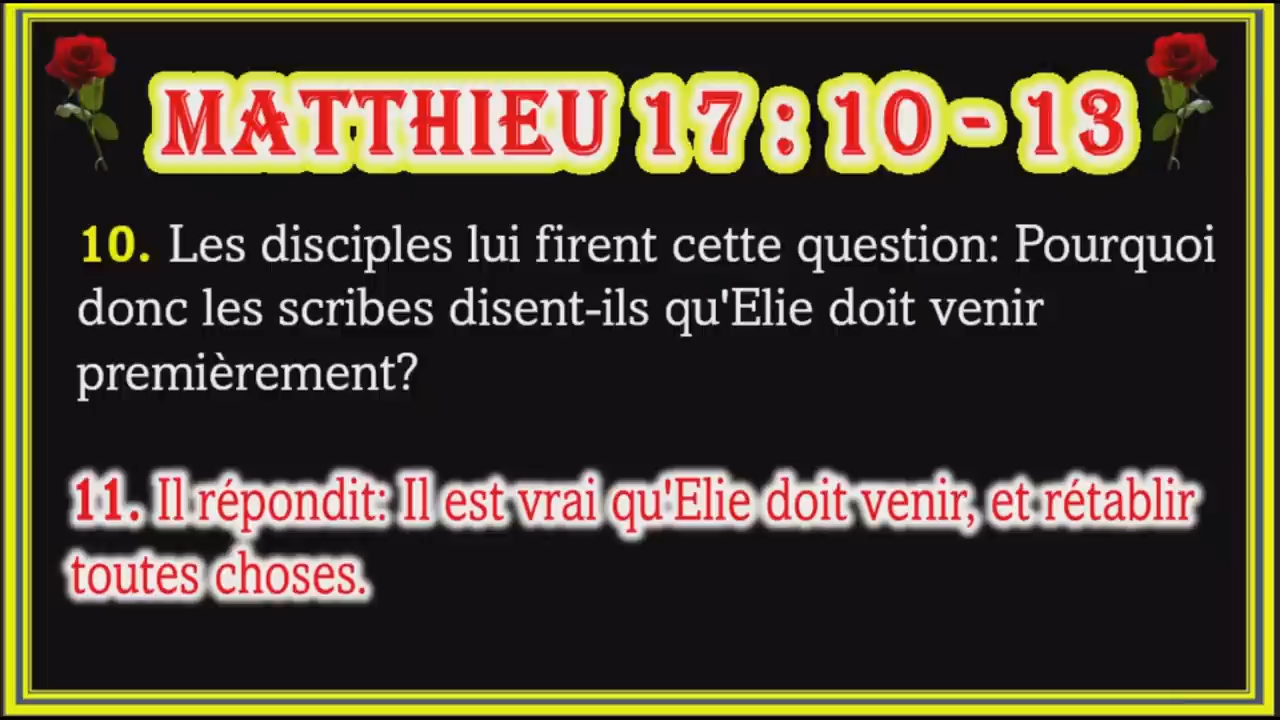 MATTHIEU 17 : 10 - 13
10. Les disciples lui firent cette question: Pourquoi
donc les scribes disent-ils qu'Elie doit venir
premièrement?
11. Il répondit: Il est vrai qu'Elie doit venir, et rétablir
toutes choses.